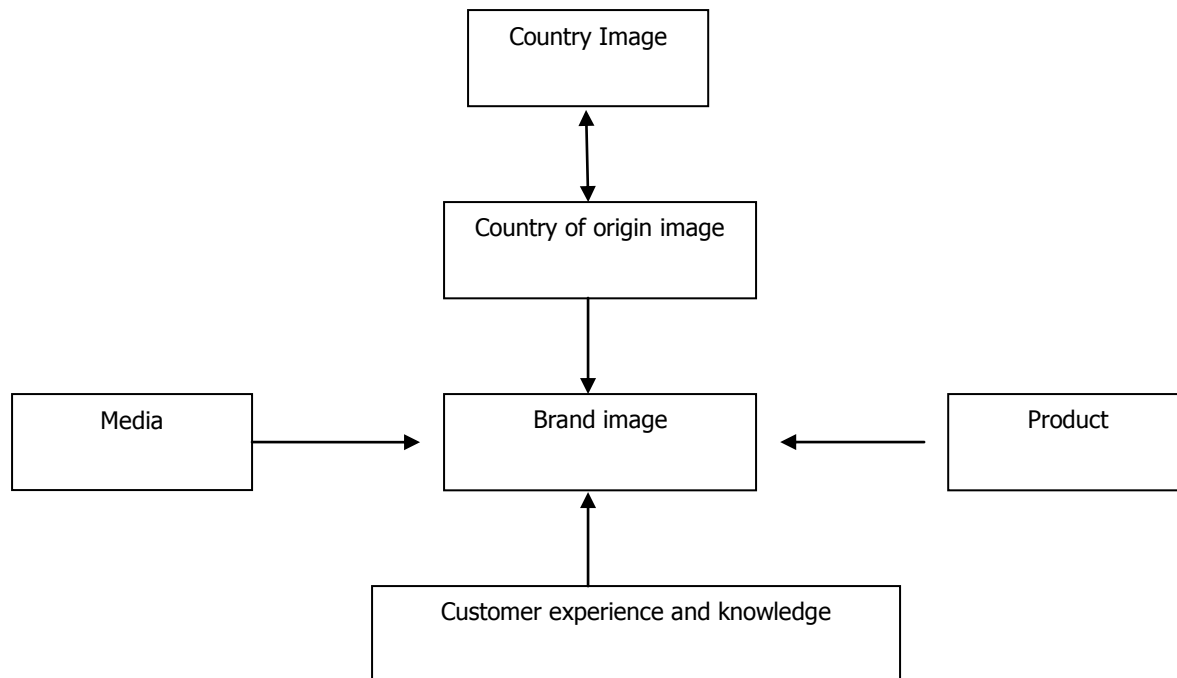 Country Image
Country of origin image
Media
Brand image
Product
Customer experience and knowledge